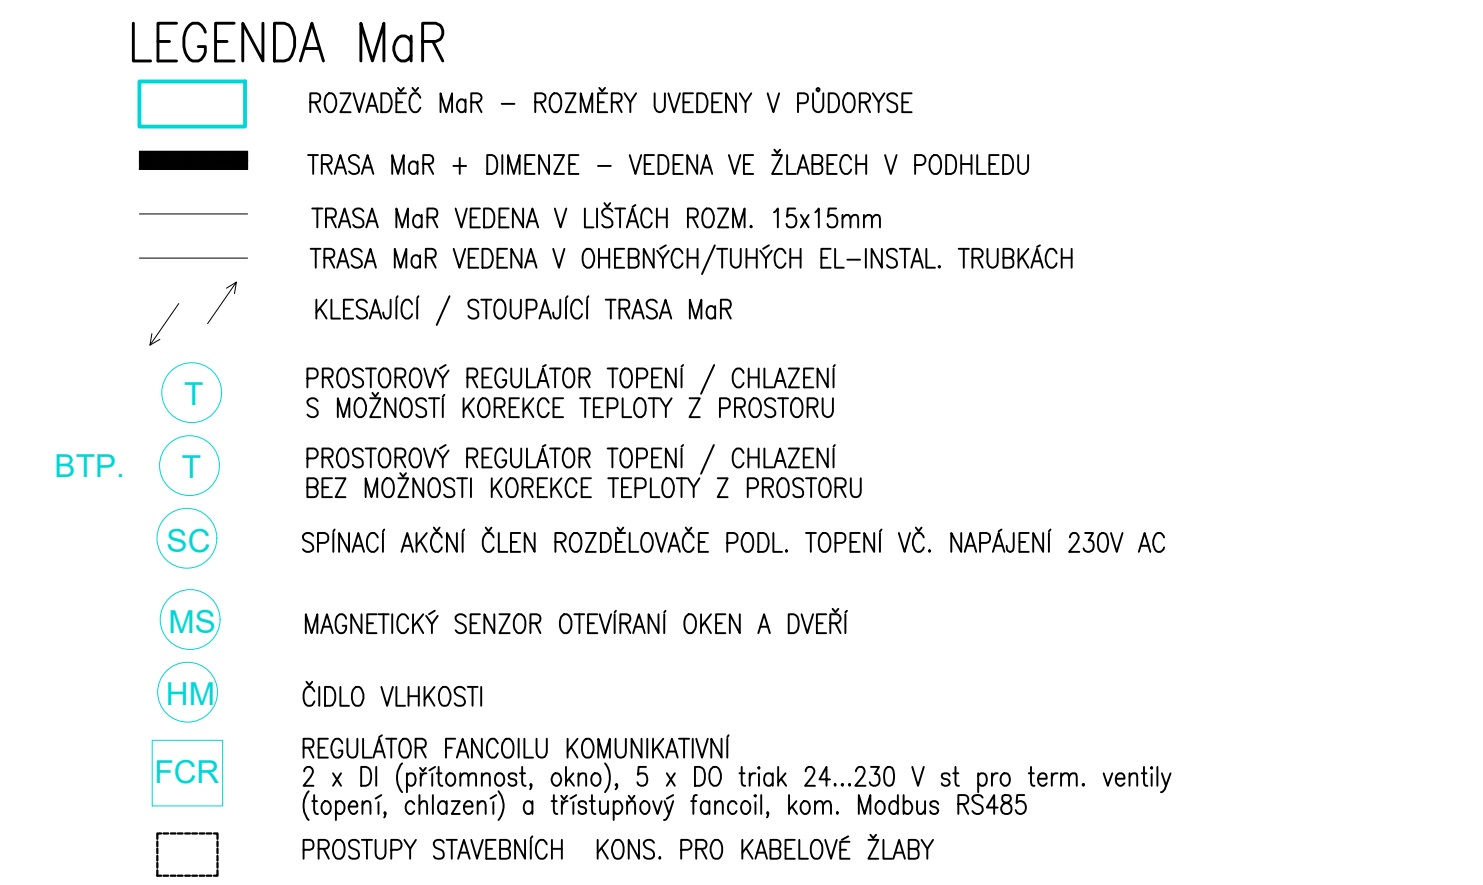 LEGENDA MaR
ROZVADĚČ MaR – ROZMĚRY UVEDENY V PŮDORYSE
TRASA MaR + DIMENZE – VEDENA VE ŽLABECH V PODHLEDU
TRASA MaR VEDENA V LIŠTÁCH ROZM. 15x15mm
TRASA MaR VEDENA V OHEBNÝCH/TUHÝCH EL–INSTAL. TRUBKÁCH
KLESAJÍCÍ / STOUPAJÍCÍ TRASA MaR
T PROSTOROVÝ REGULÁTOR TOPENÍ / CHLAZENÍ
S MOŽNOSTÍ KOREKCE TEPLOTY Z PROSTORU
BTP. T PROSTOROVÝ REGULÁTOR TOPENÍ / CHLAZENÍ
BEZ MOŽNOSTI KOREKCE TEPLOTY Z PROSTORU
SC SPÍNACÍ AKČNÍ ČLEN ROZDĚLOVAČE PODL. TOPENÍ VČ. NAPÁJENÍ 230V AC
MS MAGNETICKÝ SENZOR OTEVÍRANÍ OKEN A DVEŘÍ
HM ČIDLO VLHKOSTI
FCR REGULÁTOR FANCOILU KOMUNIKATIVNÍ
2 x DI (přítomnost, okno), 5 x DO triak 24...230 V st pro term. ventily
(topení, chlazení) a třístupňový fancoil, kom. Modbus RS485
PROSTUPY STAVEBNÍCH KONS. PRO KABELOVÉ ŽLABY